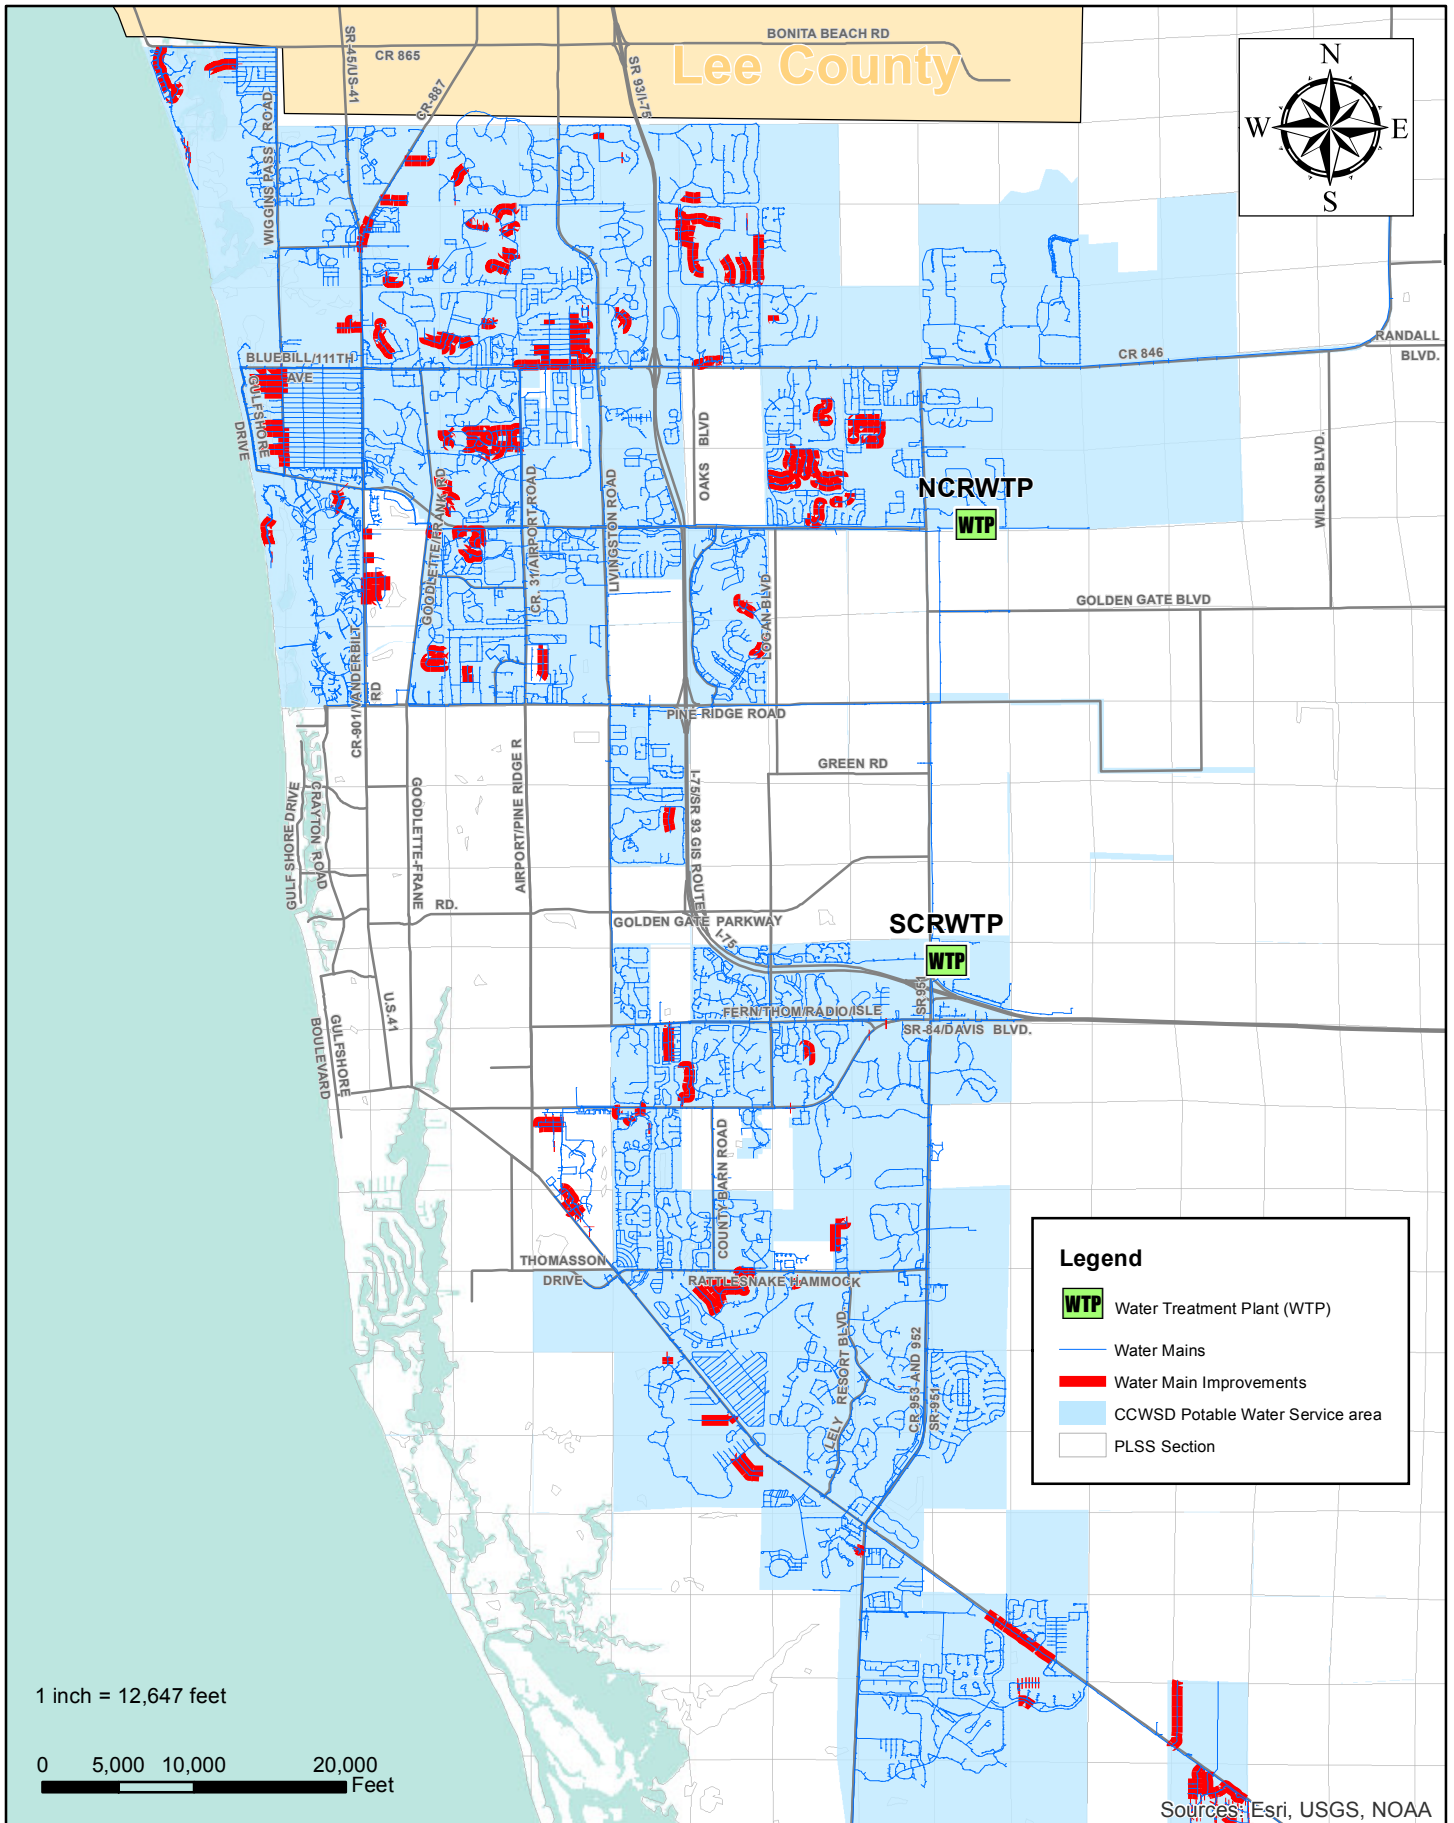 BONITA BEACH RD
CR 865
Lee County
SR-45/US-41
CR-887
SR 93/I-75
N
W
E
S
WIGGINS PASS ROAD
RANDALL
BLVD.
CR 846
BLUEBILL/111TH
AVE
GULFSHORE
DRIVE
OAKS BLVD
WILSON BLVD.
NCRWTP
WTP
GOODLETTE/FRANK RD
CR 31/AIRPORT ROAD
LIVINGSTON ROAD
LOGAN BLVD
GOLDEN GATE BLVD
CR-901/VANDERBILT
RD
PINE RIDGE ROAD
GREEN RD
GULF SHORE DRIVE
CRAYTON ROAD
GOODLETTE-FRANE
RD.
AIRPORT/PINE RIDGE R
I-75/SR 93 GIS ROUTE
GOLDEN GATE PARKWAY
I-75
SCRWTP
WTP
SR951
FERN/THOM/RADIO/ISLE
SR-84/DAVIS BLVD.
U.S.41
GULFSHORE
BOULEVARD
COUNTY BARN ROAD
THOMASSON
DRIVE
RATTLESNAKE HAMMOCK
LELY RESORT BLVD
CR-953 AND 952
SR-951
Legend
WTP Water Treatment Plant (WTP)
Water Mains
Water Main Improvements
CCWSD Potable Water Service area
PLSS Section
1 inch = 12,647 feet
0 5,000 10,000 20,000
Feet
Sources: Esri, USGS, NOAA